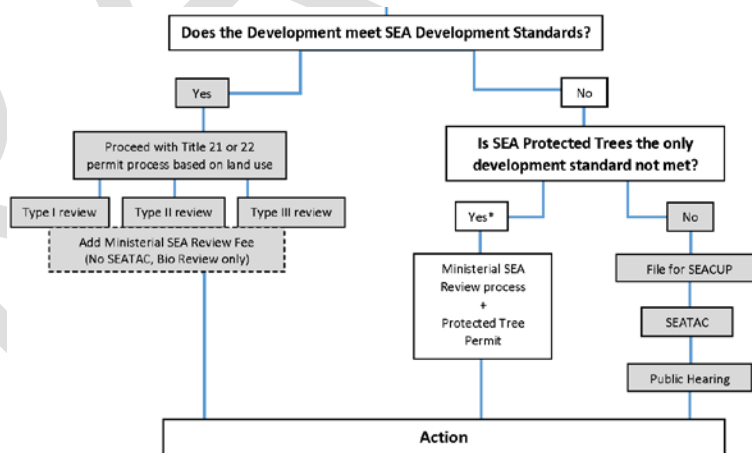 Does the Development meet SEA Development Standards?
Yes
No
Proceed with Title 21 or 22
permit process based on land use
Is SEA Protected Trees the only
development standard not met?
Type I review
Type II review
Type III review
Yes*
No
Add Ministerial SEA Review Fee
(No SEATAC, Bio Review only)
Ministerial SEA
Review process
+
Protected Tree
Permit
File for SEACUP
SEATAC
Public Hearing
Action